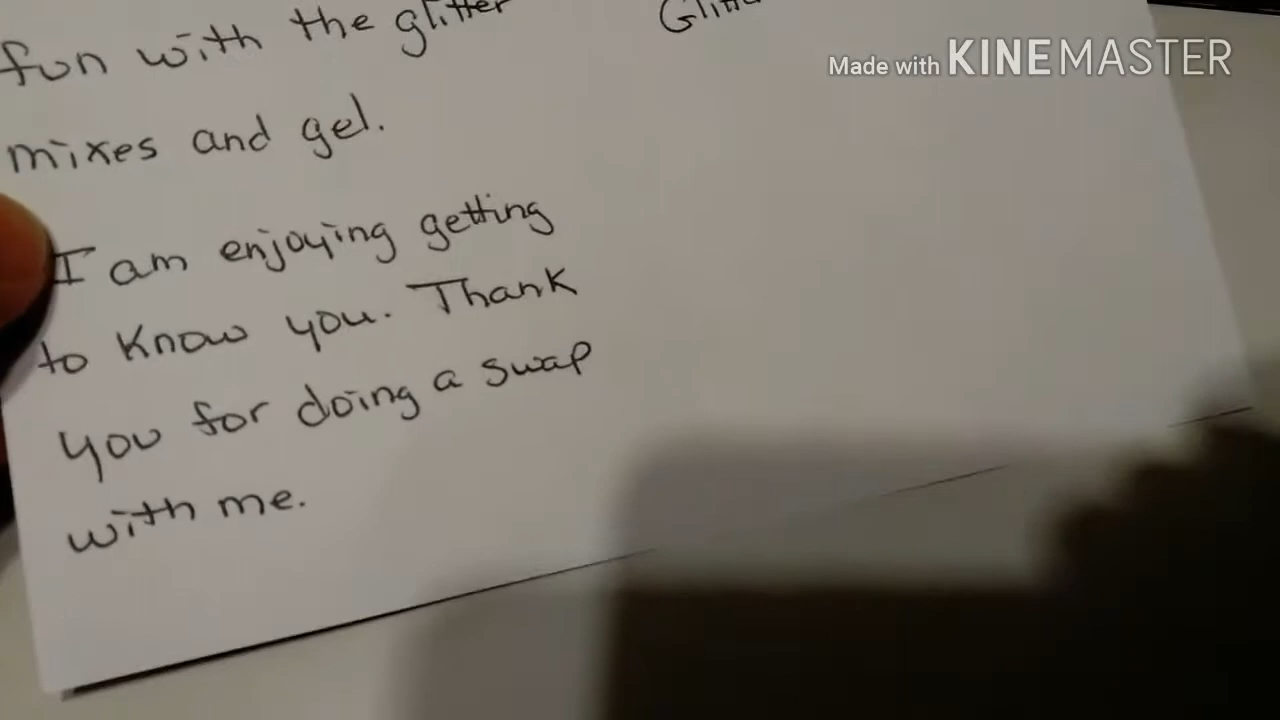 fun with the glitter
mixes and gel.
I am enjoying getting
to know you. Thank
you for doing a swap
with me.
Made with KINEMASTER